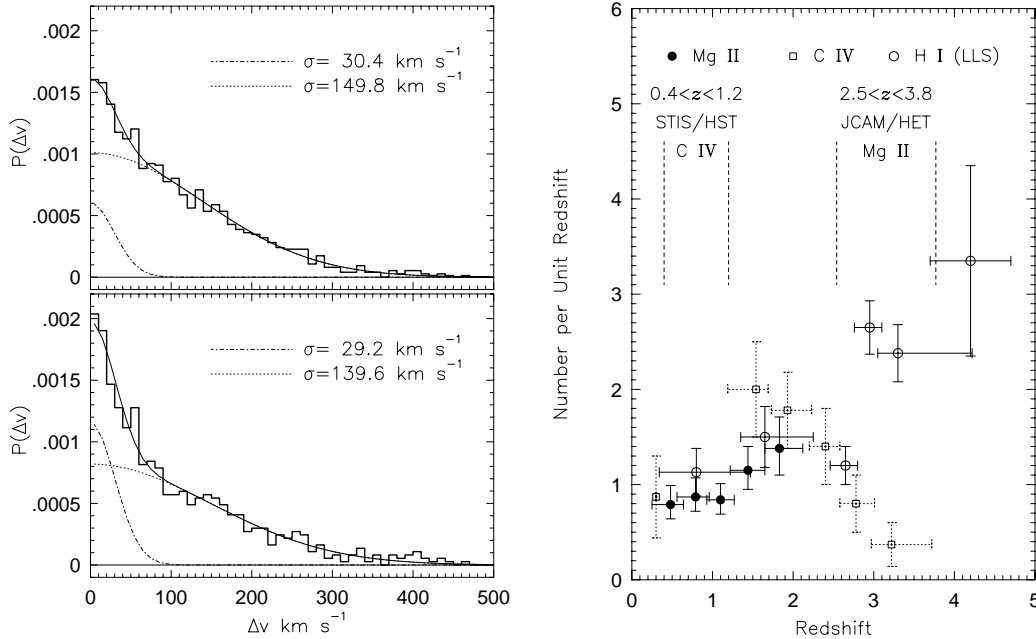 .002
.0015
.001
.0005
0
P(Δv)
σ= 30.4 km s⁻¹
σ=149.8 km s⁻¹
.002
.0015
.001
.0005
0
P(Δv)
σ= 29.2 km s⁻¹
σ=139.6 km s⁻¹
0 100 200 300 400 500
Δv km s⁻¹
6
5
4
3
2
1
0
Number per Unit Redshift
Mg II C IV H I (LLS)
0.4<z<1.2 2.5<z<3.8
STIS/HST JCAM/HET
C IV Mg II
0 1 2 3 4 5
Redshift